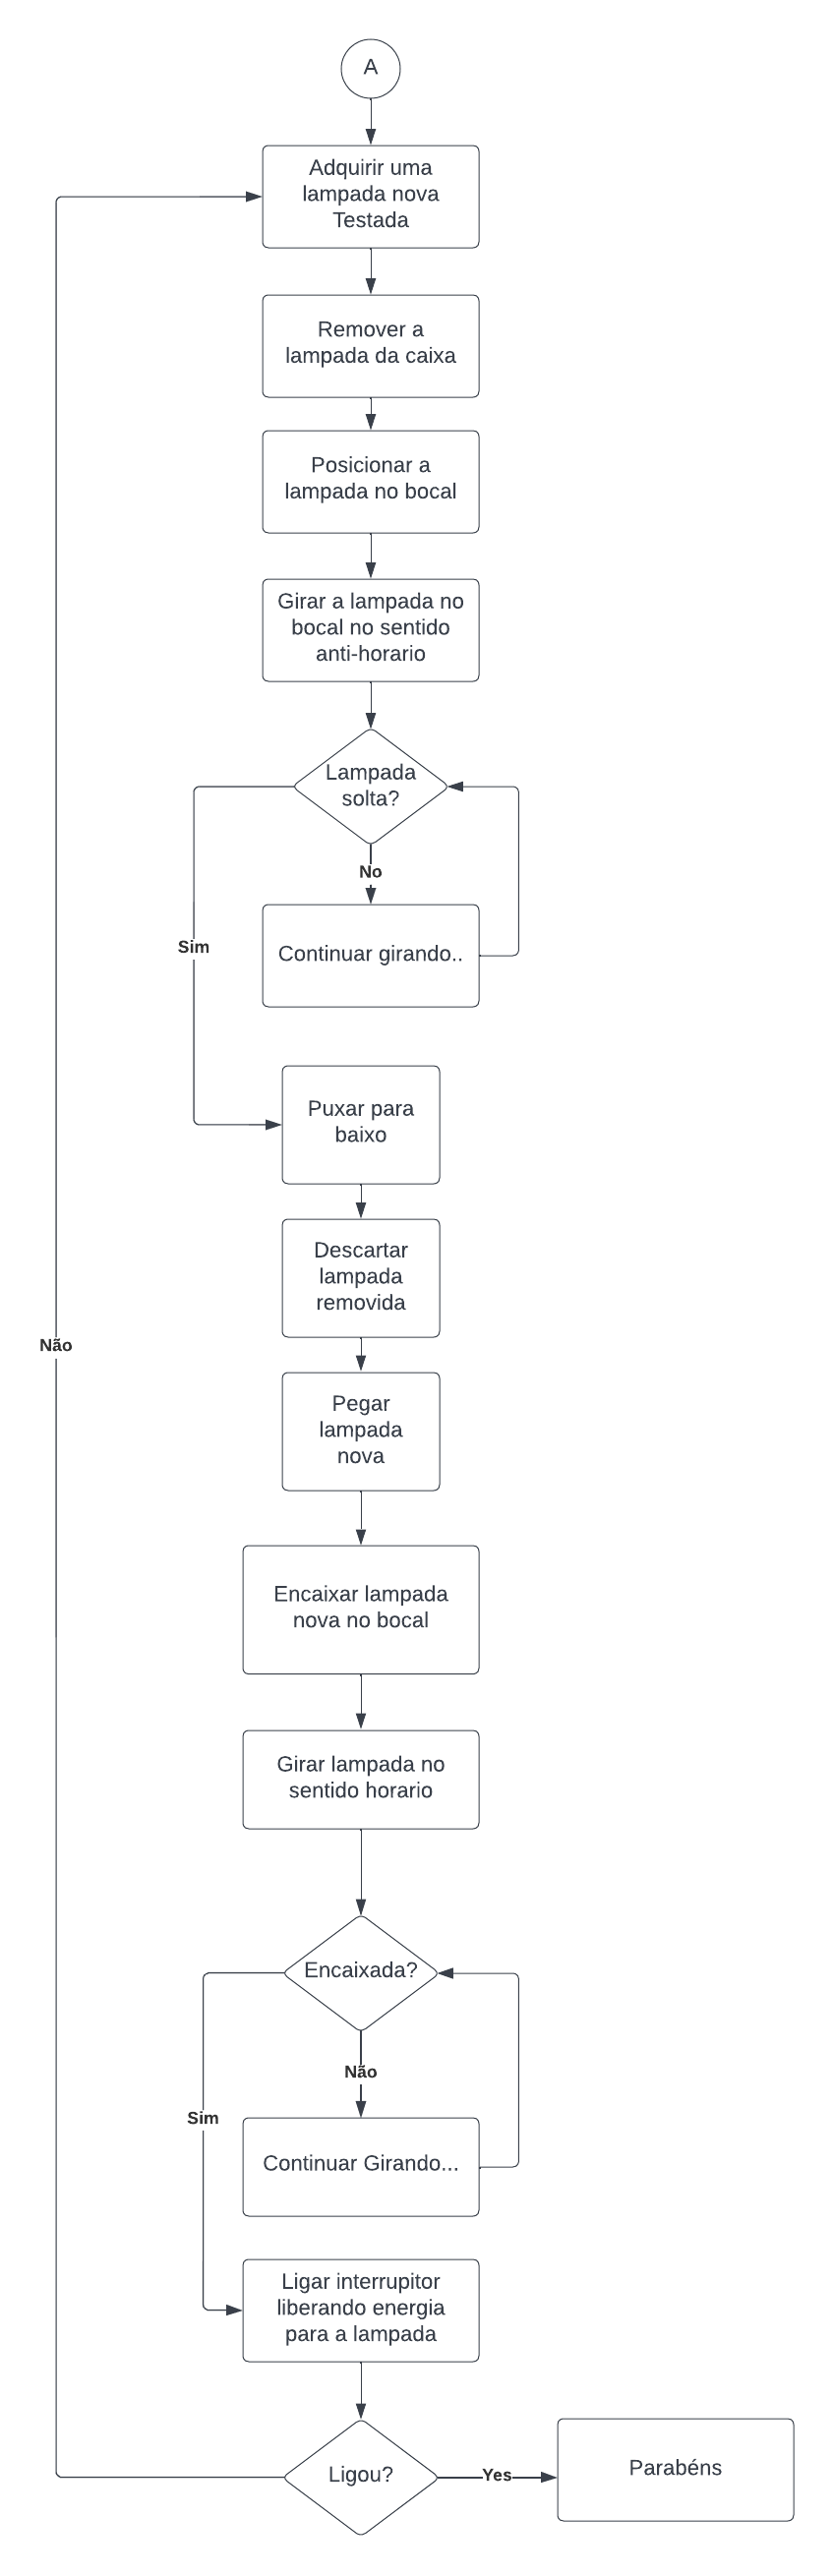 A
Adquirir uma
lampada nova
Testada
Remover a
lampada da caixa
Posicionar a
lampada no bocal
Girar a lampada no
bocal no sentido
anti-horario
Lampada
solta?
No
Sim
Continuar girando..
Puxar para
baixo
Descartar
lampada
removida
Não
Pegar
lampada
nova
Encaixar lampada
nova no bocal
Girar lampada no
sentido horario
Encaixada?
Não
Sim
Continuar Girando...
Ligar interrupitor
liberando energia
para a lampada
Ligou?
Yes
Parabéns